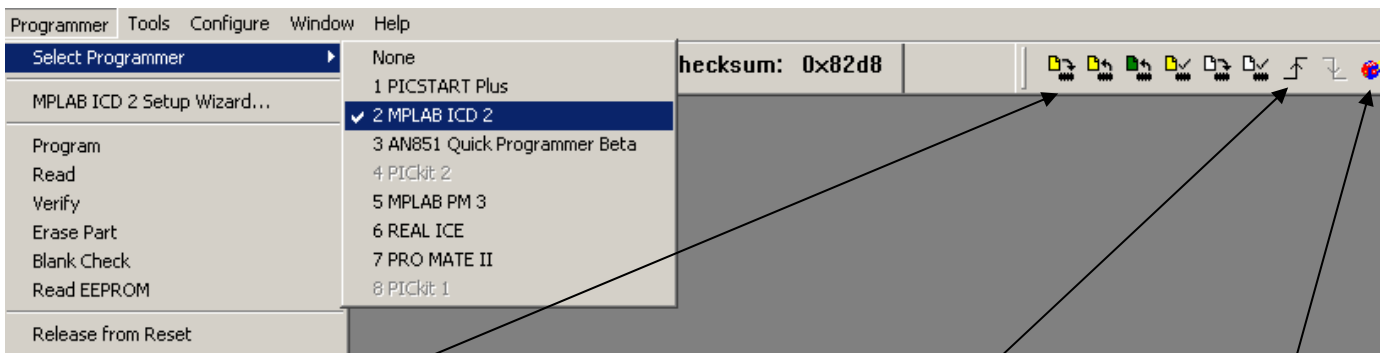 Programmer Tools Configure Window Help
Select Programmer
MPLAB ICD 2 Setup Wizard...
Program
Read
Verify
Erase Part
Blank Check
Read EEPROM
Release from Reset
None
1 PICSTART Plus
2 MPLAB ICD 2
3 AN851 Quick Programmer Beta
4 PICkit 2
5 MPLAB PM 3
6 REAL ICE
7 PRO MATE II
8 PICkit 1
hecksum: 0x82d8